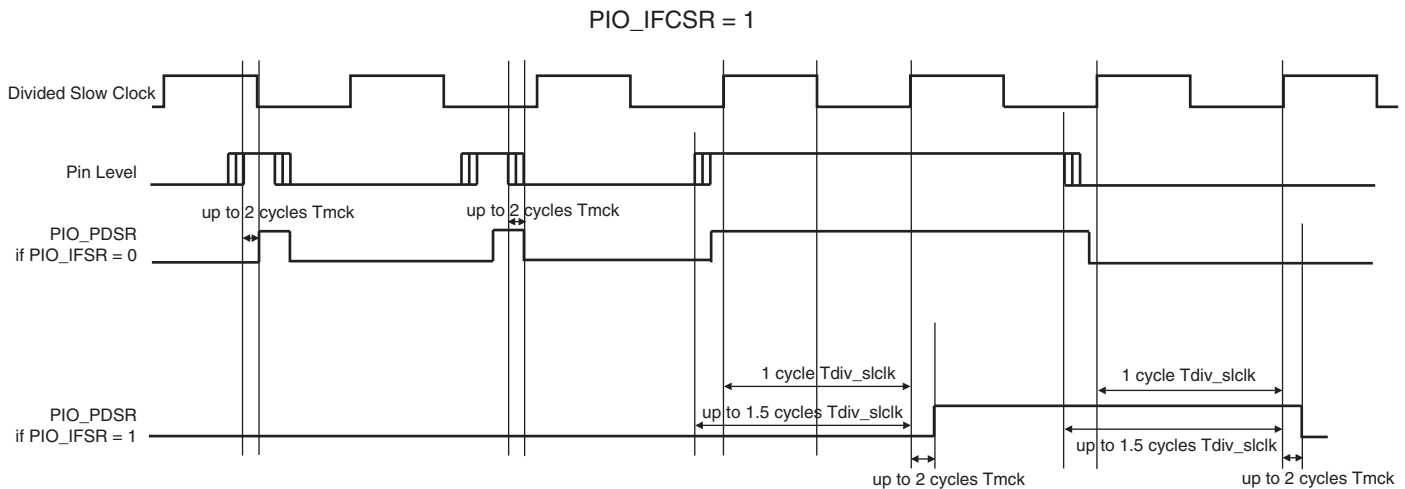 PIO_IFCSR = 1
Divided Slow Clock
Pin Level
up to 2 cycles Tmck
up to 2 cycles Tmck
PIO_PDSR
if PIO_IFSR = 0
1 cycle Tdiv_slclk
1 cycle Tdiv_slclk
PIO_PDSR
if PIO_IFSR = 1
up to 1.5 cycles Tdiv_slclk
up to 1.5 cycles Tdiv_slclk
up to 2 cycles Tmck
up to 2 cycles Tmck